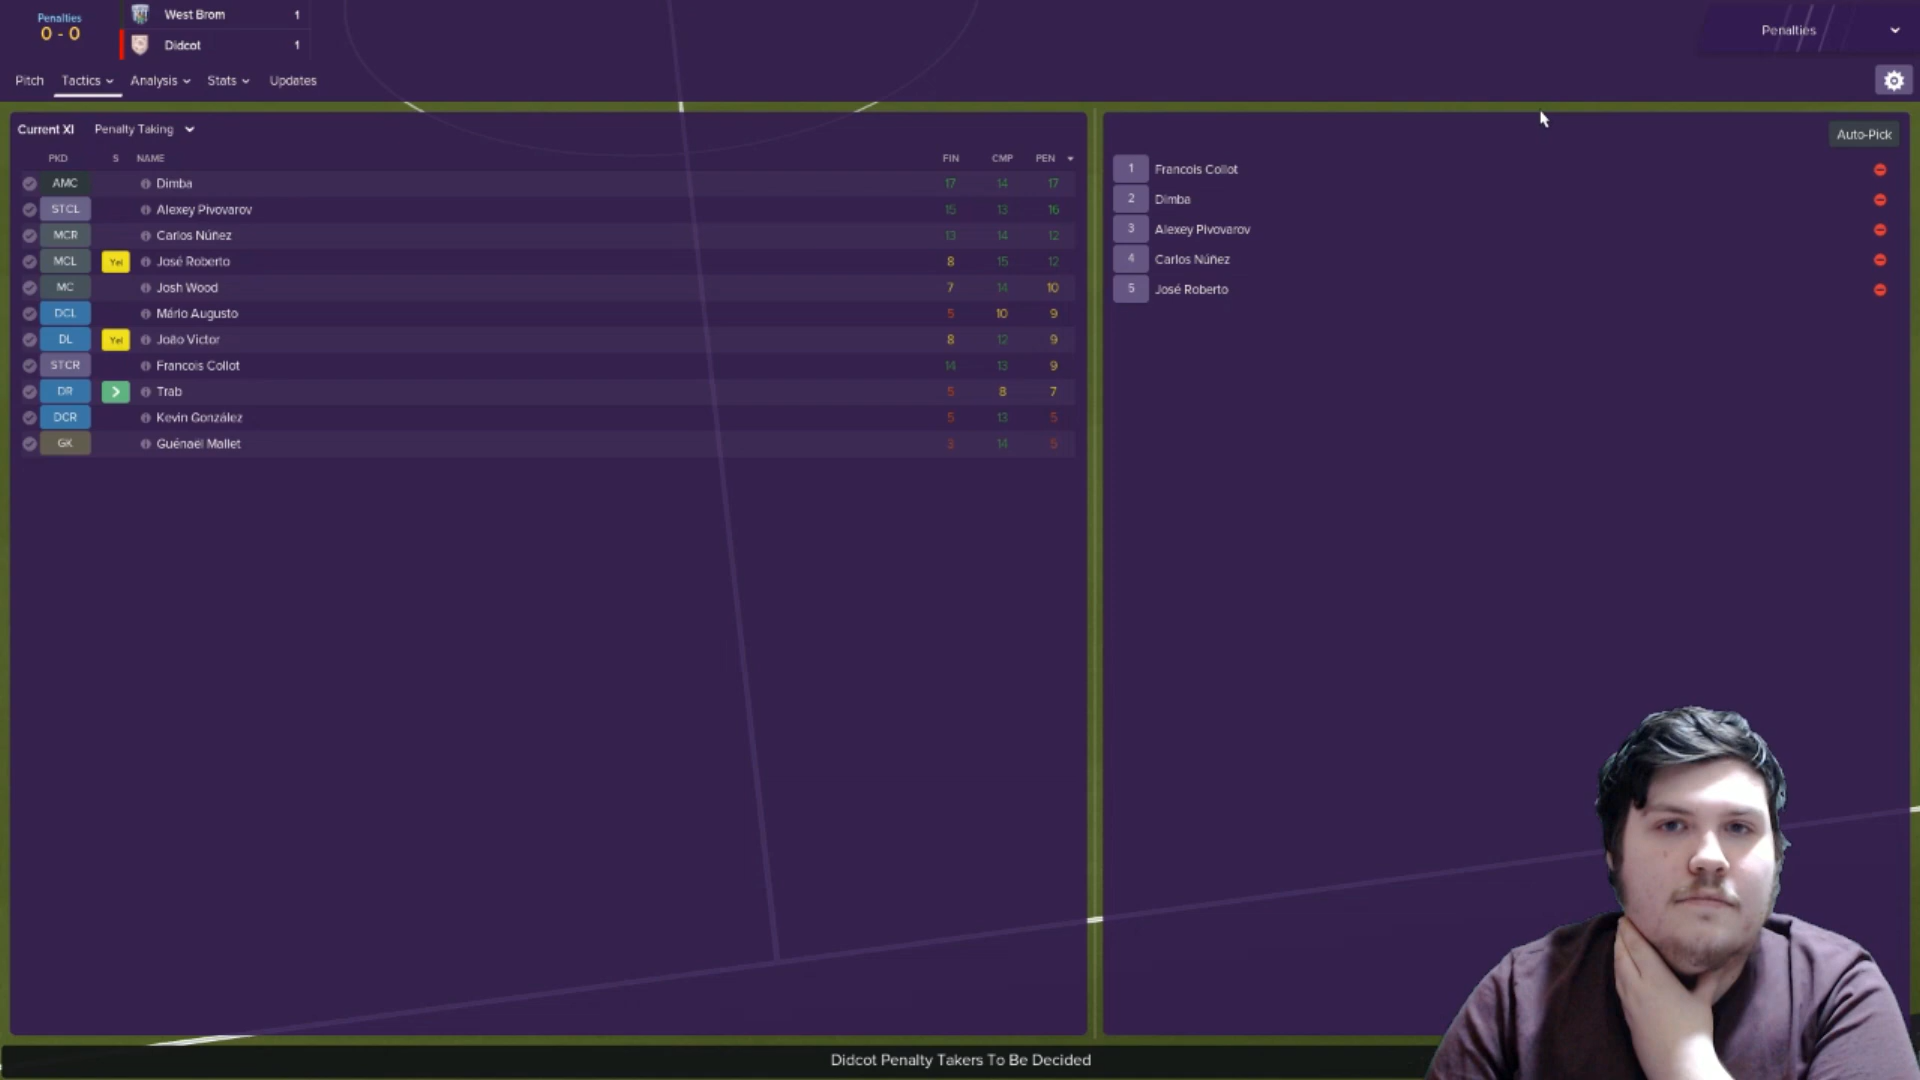 Penalties
0 - 0
West Brom 1
Didcot 1
Penalties
Pitch Tactics Analysis Stats Updates
Current XI Penalty Taking
Auto-Pick
PKD S NAME FIN CMP PEN
AMC Dimba 17 14 17
STCL Alexey Pivovarov 15 13 16
MCR Carlos Núñez 13 14 12
MCL Yel José Roberto 8 15 12
MC Josh Wood 7 14 10
DCL Mário Augusto 5 10 9
DL Yel João Victor 8 12 9
STCR Francois Collot 14 13 9
DR Trab 5 8 7
DCR Kevin González 5 13 5
GK Guénaël Mallet 3 14 5
1 Francois Collot
2 Dimba
3 Alexey Pivovarov
4 Carlos Núñez
5 José Roberto
Didcot Penalty Takers To Be Decided